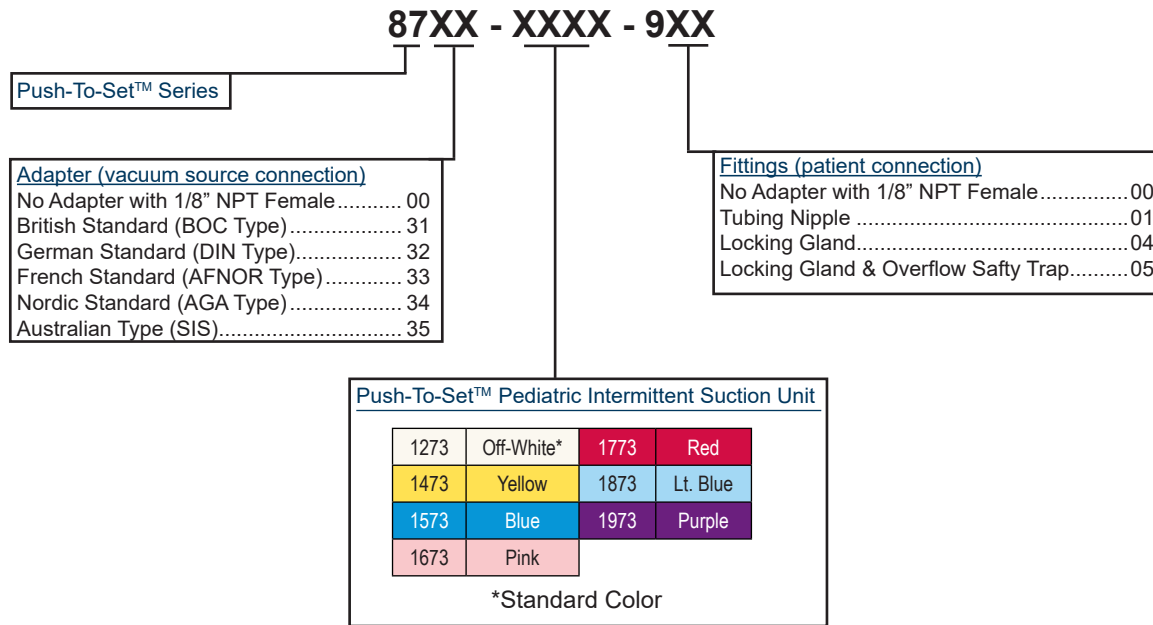 87XX - XXXX - 9XX
Push-To-Set™ Series
Adapter (vacuum source connection)
No Adapter with 1/8” NPT Female........... 00
British Standard (BOC Type)................... 31
German Standard (DIN Type).................. 32
French Standard (AFNOR Type)............. 33
Nordic Standard (AGA Type)................... 34
Australian Type (SIS)............................... 35
Fittings (patient connection)
No Adapter with 1/8” NPT Female...............00
Tubing Nipple ..............................................01
Locking Gland..............................................04
Locking Gland & Overflow Safty Trap..........05
Push-To-Set™ Pediatric Intermittent Suction Unit
1273 Off-White* 1773 Red
1473 Yellow 1873 Lt. Blue
1573 Blue 1973 Purple
1673 Pink
*Standard Color